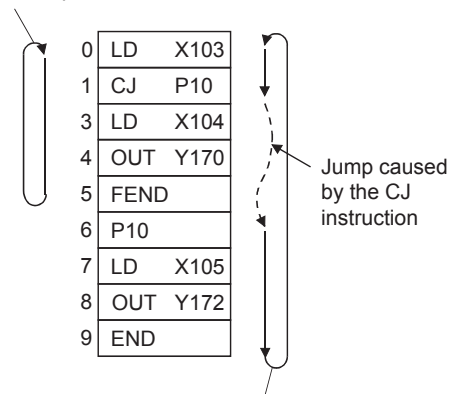 0 LD X103
1 CJ P10
3 LD X104
4 OUT Y170
5 FEND
6 P10
7 LD X105
8 OUT Y172
9 END
Jump caused
by the CJ
instruction